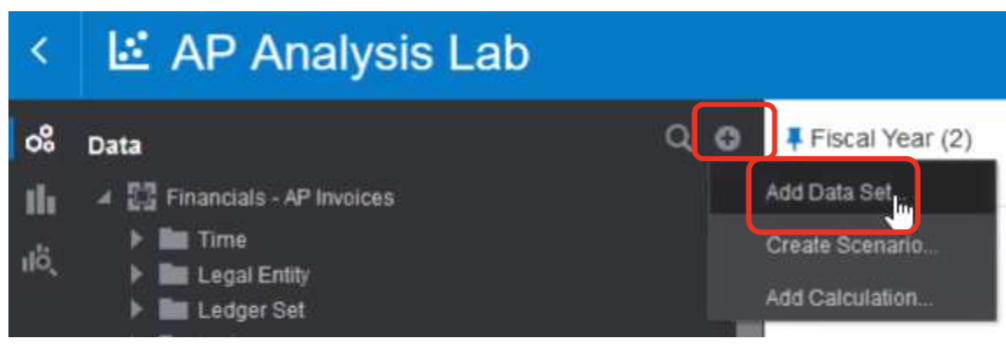 AP Analysis Lab
Data
Fiscal Year (2)
Financials - AP Invoices
Add Data Set...
Time
Create Scenario...
Legal Entity
Add Calculation...
Ledger Set